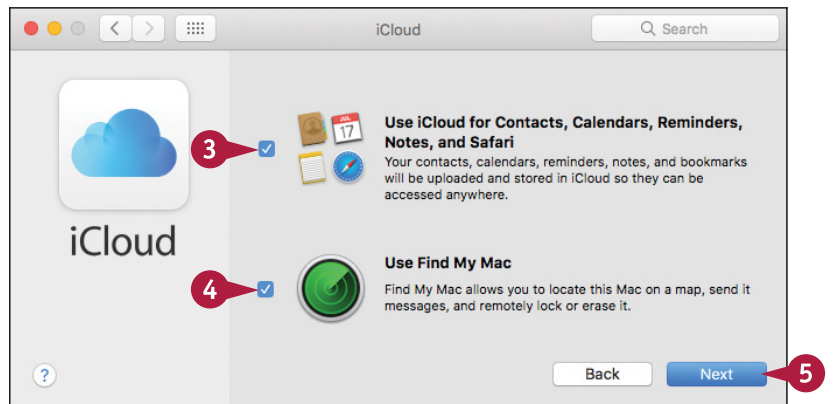 iCloud
Search
iCloud
3
JUL
17
Use iCloud for Contacts, Calendars, Reminders,
Notes, and Safari
Your contacts, calendars, reminders, notes, and bookmarks
will be uploaded and stored in iCloud so they can be
accessed anywhere.
4
Use Find My Mac
Find My Mac allows you to locate this Mac on a map, send it
messages, and remotely lock or erase it.
?
Back
Next
5